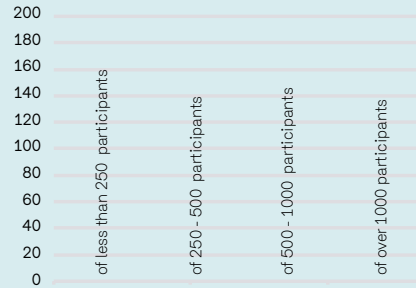 200
180
160
140
120
100
80
60
40
20
0
of less than 250 participants
of 250 - 500 participants
of 500 - 1000 participants
of over 1000 participants